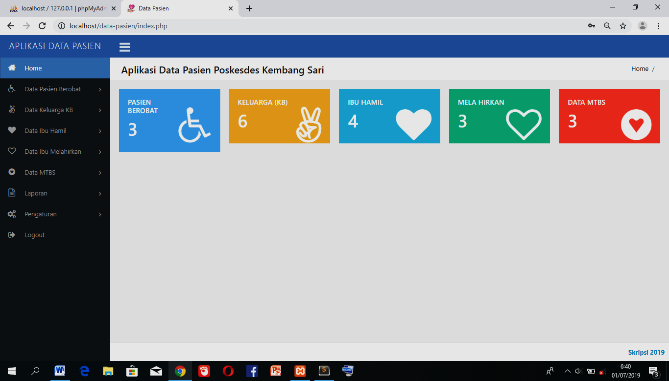 localhost / 127.0.0.1 | phpMyAdm
Data Pasien
localhost/data-pasien/index.php
APLIKASI DATA PASIEN
Home
Data Pasien Berobat
Data Keluarga KB
Data Ibu Hamil
Data Ibu Melahirkan
Data MTBS
Laporan
Pengaturan
Logout
Aplikasi Data Pasien Poskesdes Kembang Sari
Home /
PASIEN
BEROBAT
3
KELUARGA (KB)
6
IBU HAMIL
4
MELA HIRKAN
3
DATA MTBS
3
Skripsi 2019
8:40
01/07/2019